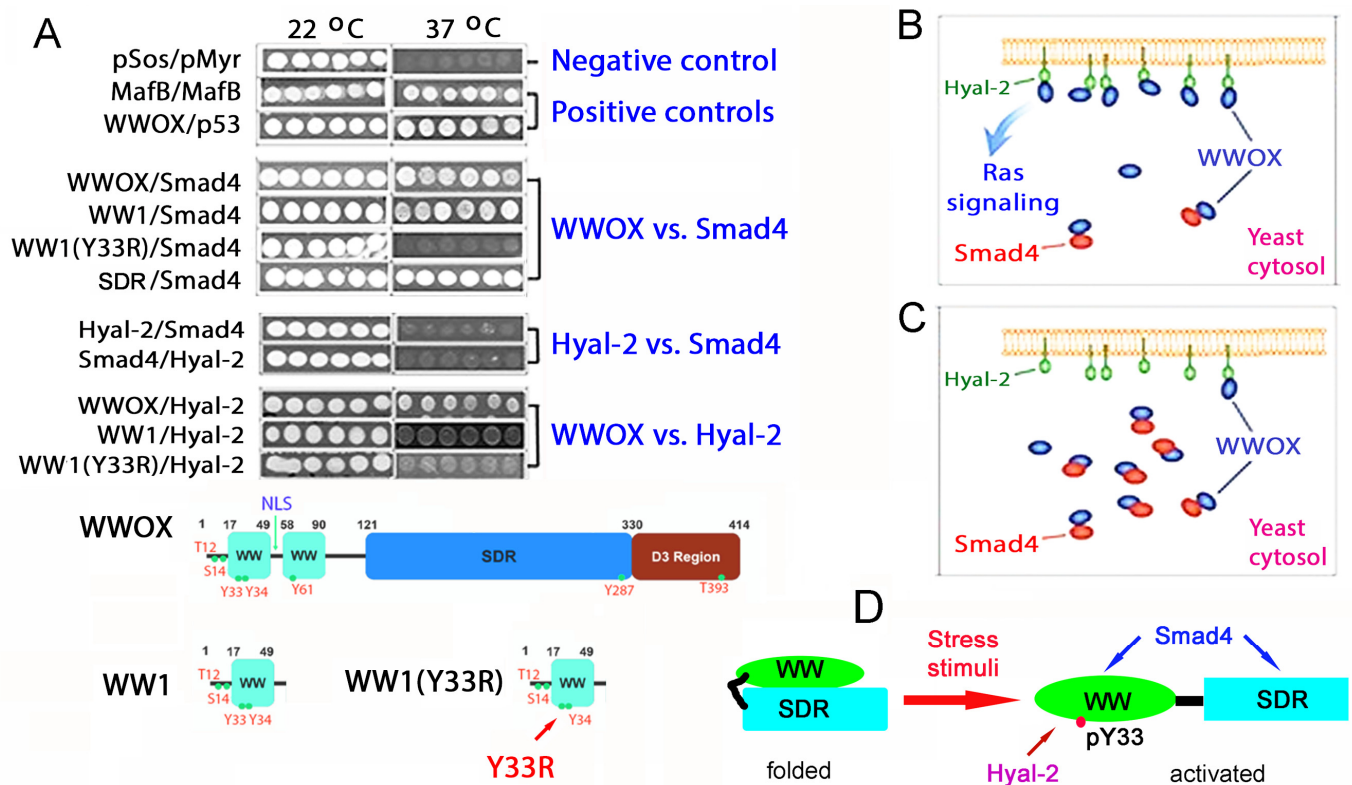 A
22 °C
37 °C
pSos/pMyr
Negative control
MafB/MafB
WWOX/p53
Positive controls
WWOX/Smad4
WW1/Smad4
WW1(Y33R)/Smad4
SDR/Smad4
WWOX vs. Smad4
Hyal-2/Smad4
Smad4/Hyal-2
Hyal-2 vs. Smad4
WWOX/Hyal-2
WW1/Hyal-2
WW1(Y33R)/Hyal-2
WWOX vs. Hyal-2
WWOX
NLS
1 17 49 58 90 121 330 414
T12
S14
WW WW SDR D3 Region
Y33 Y34 Y61 Y287 T393
WW1
1 17 49
T12
S14
WW
Y33 Y34
WW1(Y33R)
1 17 49
T12
S14
WW
Y34
Y33R
B
Hyal-2
WWOX
Ras
signaling
Smad4
Yeast
cytosol
C
Hyal-2
WWOX
Smad4
Yeast
cytosol
D
WW
SDR
folded
Stress
stimuli
Smad4
WW
SDR
pY33
Hyal-2
activated